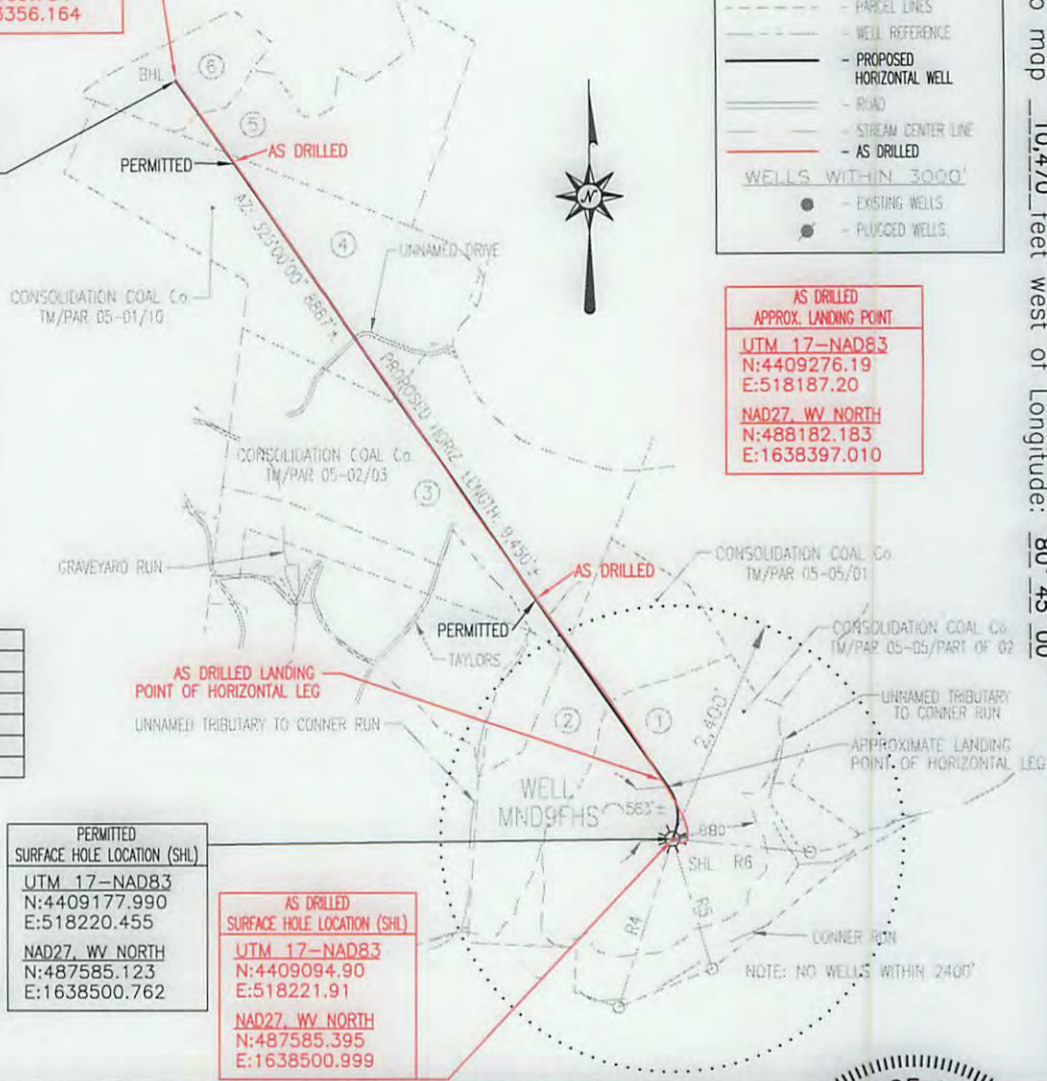 3356.164
BHL
⑥
⑤
PERMITTED
AS DRILLED
④
UNNAMED DRIVE
CONSOLIDATION COAL Co
TM/PAR 05-01/10
PROPOSED HORIZ. LENGTH: 9,450'±
CONSOLIDATION COAL Co.
TM/PAR 05-02/03
③
GRAVEYARD RUN
PERMITTED
AS DRILLED
TAYLORS
AS DRILLED LANDING
POINT OF HORIZONTAL LEG
UNNAMED TRIBUTARY TO CONNER RUN
②
①
2,400'
CONSOLIDATION COAL Co.
TM/PAR 05-05/01
CONSOLIDATION COAL Co.
TM/PAR 05-05/PART OF 02
UNNAMED TRIBUTARY
TO CONNER RUN
APPROXIMATE LANDING
POINT OF HORIZONTAL LEG
WELL
MND9FHS
563'±
880
SHL
R6
R5
R4
CONNER RUN
NOTE: NO WELLS WITHIN 2400'
N
- PARCEL LINES
- WELL REFERENCE
- PROPOSED
HORIZONTAL WELL
- ROAD
- STREAM CENTER LINE
- AS DRILLED
WELLS WITHIN 3000'
- EXISTING WELLS
- PLUGGED WELLS
AS DRILLED
APPROX. LANDING POINT
UTM 17-NAD83
N:4409276.19
E:518187.20
NAD27, WV NORTH
N:488182.183
E:1638397.010
PERMITTED
SURFACE HOLE LOCATION (SHL)
UTM 17-NAD83
N:4409177.990
E:518220.455
NAD27, WV NORTH
N:487585.123
E:1638500.762
AS DRILLED
SURFACE HOLE LOCATION (SHL)
UTM 17-NAD83
N:4409094.90
E:518221.91
NAD27, WV NORTH
N:487585.395
E:1638500.999
map 10,470 feet west of Longitude: 80° 45' 00